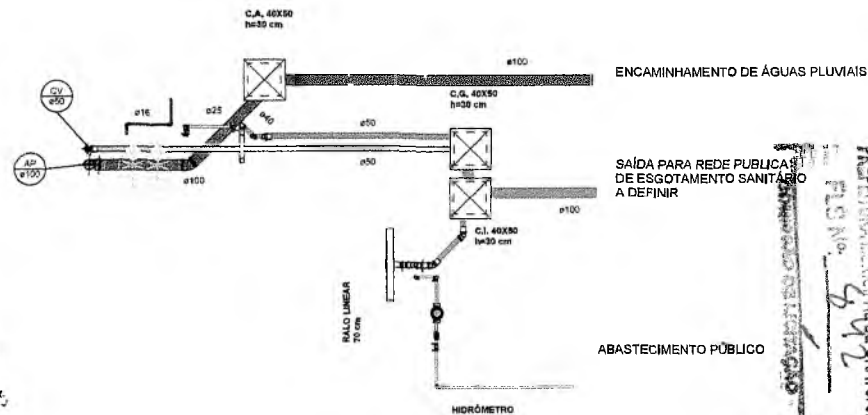 C.A. 40X50
h=30 cm
ø100
ENCAMINHAMENTO DE ÁGUAS PLUVIAIS
CV
ø50
ø16
ø25
ø40
C.G. 40X50
h=30 cm
ø50
AP
ø100
ø100
ø50
SAÍDA PARA REDE PUBLICA
DE ESGOTAMENTO SANITÁRIO
A DEFINIR
ø100
C.I. 40X50
h=30 cm
RALO LINEAR
70 cm
ABASTECIMENTO PÚBLICO
HIDRÔMETRO
FLS No.